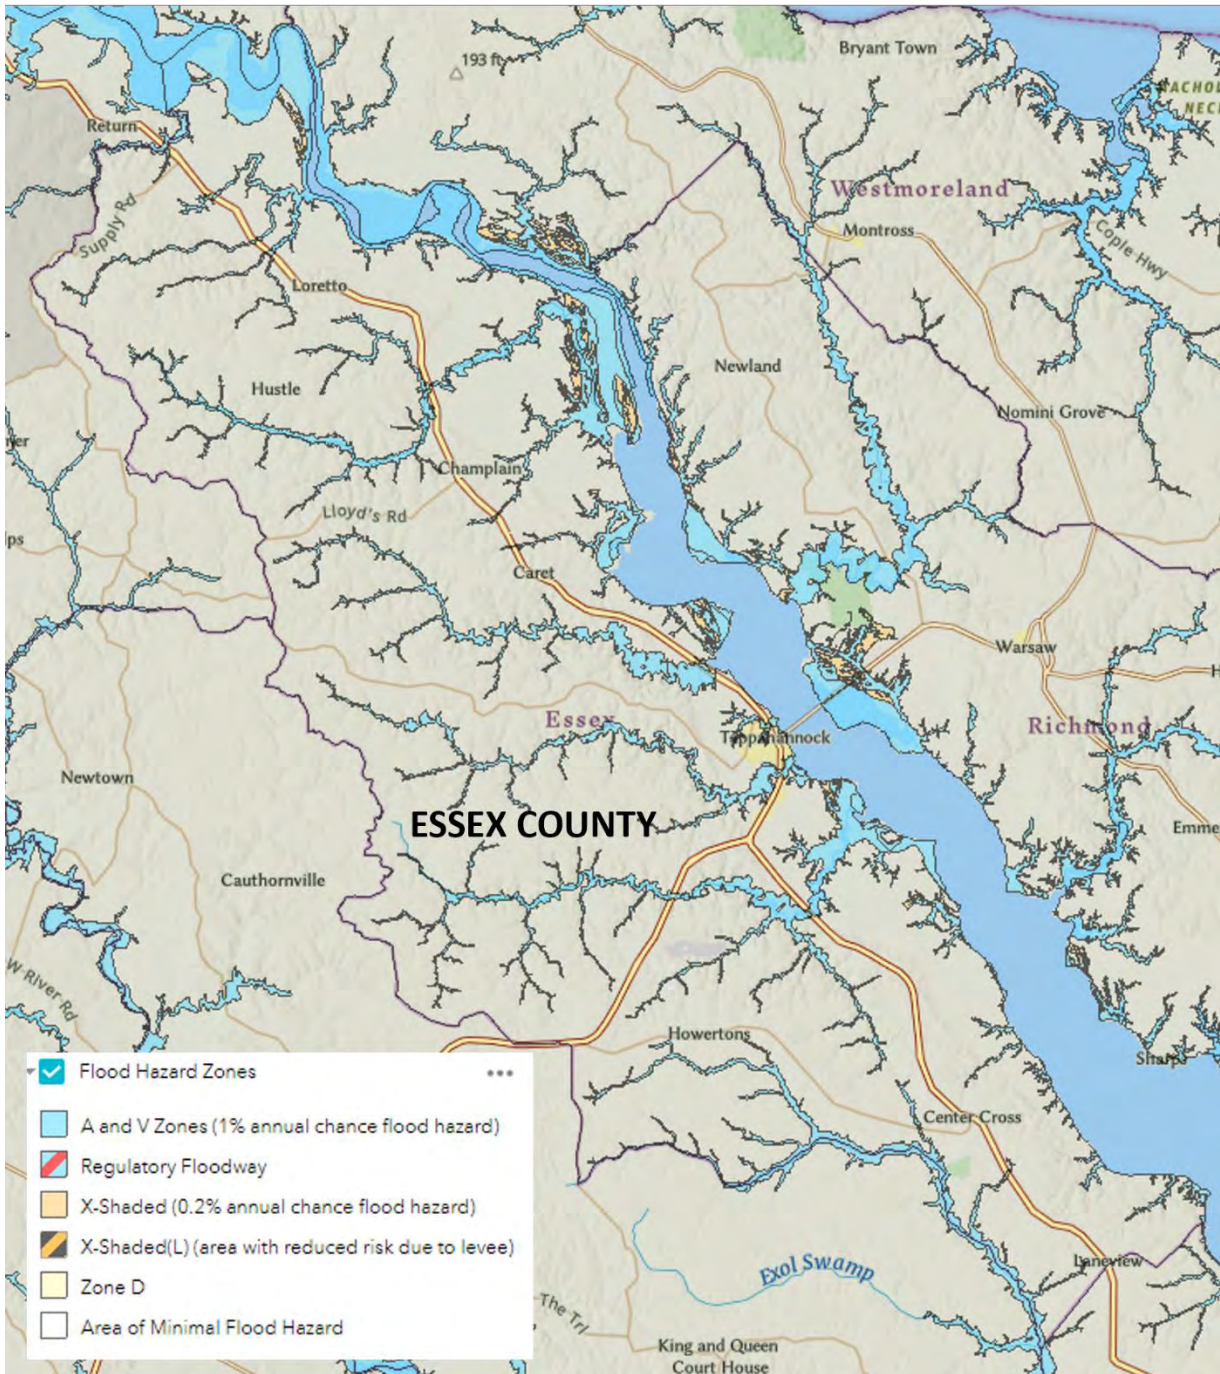 Bryant Town
193 ft
NECK
Return
Westmoreland
Montross
Supply Rd
Cople Hwy
Loretto
Newland
Hustle
Nomini Grove
Champlain
Lloyd's Rd
ps
Caret
Warsaw
H
Essex
Richmond
Tappahannock
Newtown
ESSEX COUNTY
Emme
Cauthornville
W River Rd
Howertons
Sharps
Center Cross
Laneview
Exol Swamp
The Trl
King and Queen
Court House
Flood Hazard Zones
A and V Zones (1% annual chance flood hazard)
Regulatory Floodway
X-Shaded (0.2% annual chance flood hazard)
X-Shaded(L) (area with reduced risk due to levee)
Zone D
Area of Minimal Flood Hazard